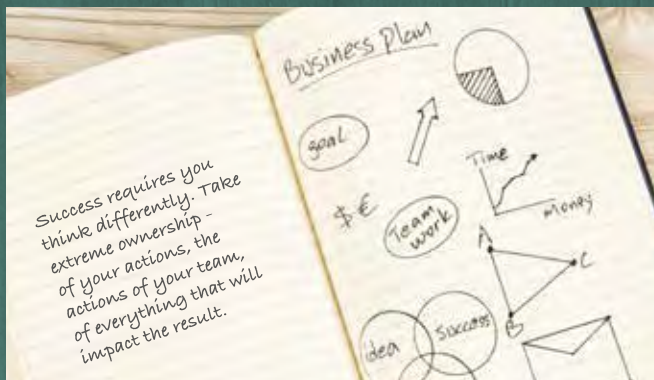 Success requires you
think differently. Take
extreme ownership -
of your actions, the
actions of your team,
of everything that will
impact the result.
Business Plan
goal
$ €
Team
work
Time
Money
A
C
B
idea
Success